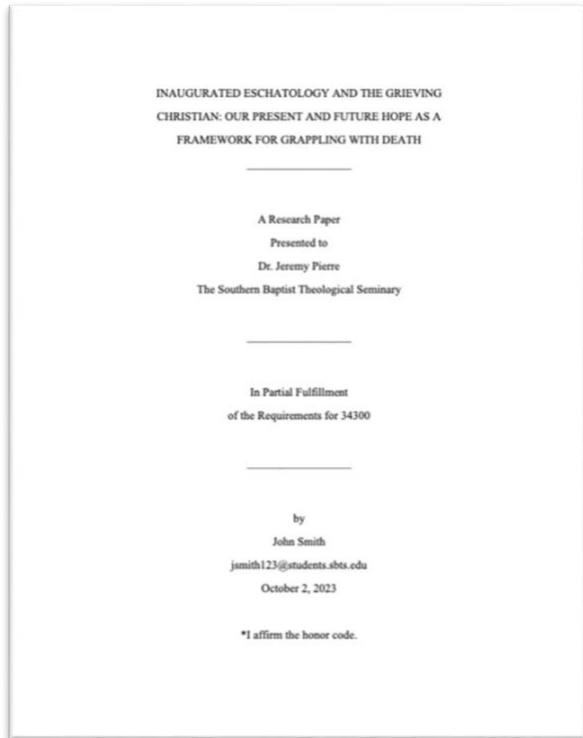 INAUGURATED ESCHATOLOGY AND THE GRIEVING
CHRISTIAN: OUR PRESENT AND FUTURE HOPE AS A
FRAMEWORK FOR GRAPPLING WITH DEATH
A Research Paper
Presented to
Dr. Jeremy Pierre
The Southern Baptist Theological Seminary
In Partial Fulfillment
of the Requirements for 34300
by
John Smith
jsmith123@students.sbts.edu
October 2, 2023
*I affirm the honor code.